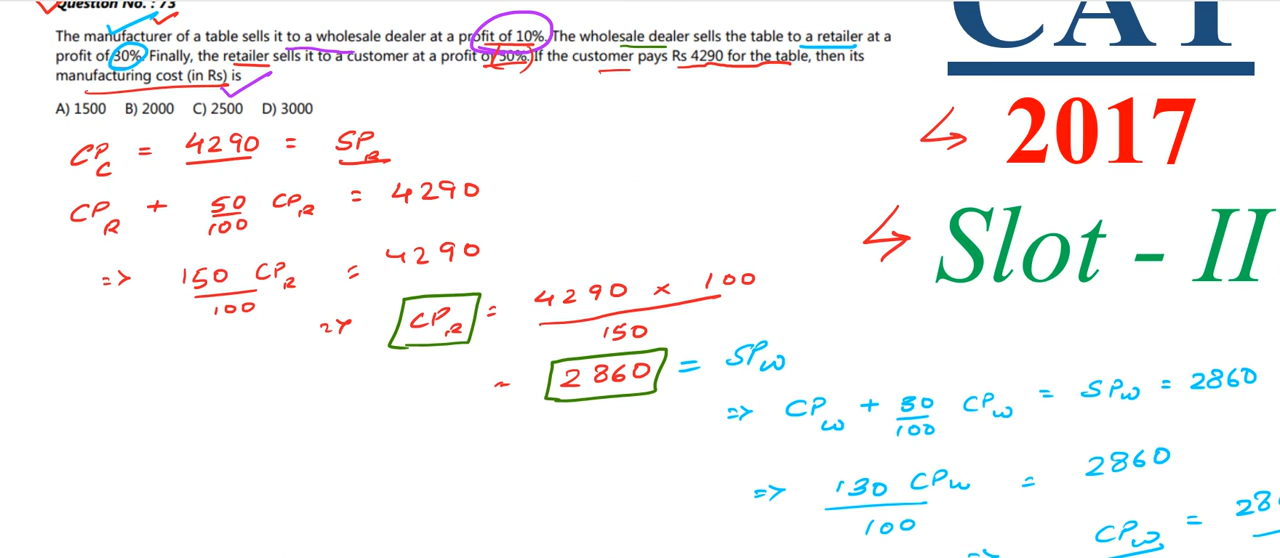 Question No. : 73
The manufacturer of a table sells it to a wholesale dealer at a profit of 10%. The wholesale dealer sells the table to a retailer at a
profit of 30%. Finally, the retailer sells it to a customer at a profit of 50%. If the customer pays Rs 4290 for the table, then its
manufacturing cost (in Rs) is
A) 1500 B) 2000 C) 2500 D) 3000
CAT
↳ 2017
↳ Slot - II
CP_C = 4290 = SP_R
CP_R + 50/100 CP_R = 4290
=> 150/100 CP_R = 4290
=> CP_R = 4290 × 100 / 150
= 2860 = SP_W
=> CP_W + 30/100 CP_W = SP_W = 2860
=> 130 CP_W / 100 = 2860
=> CP_W =